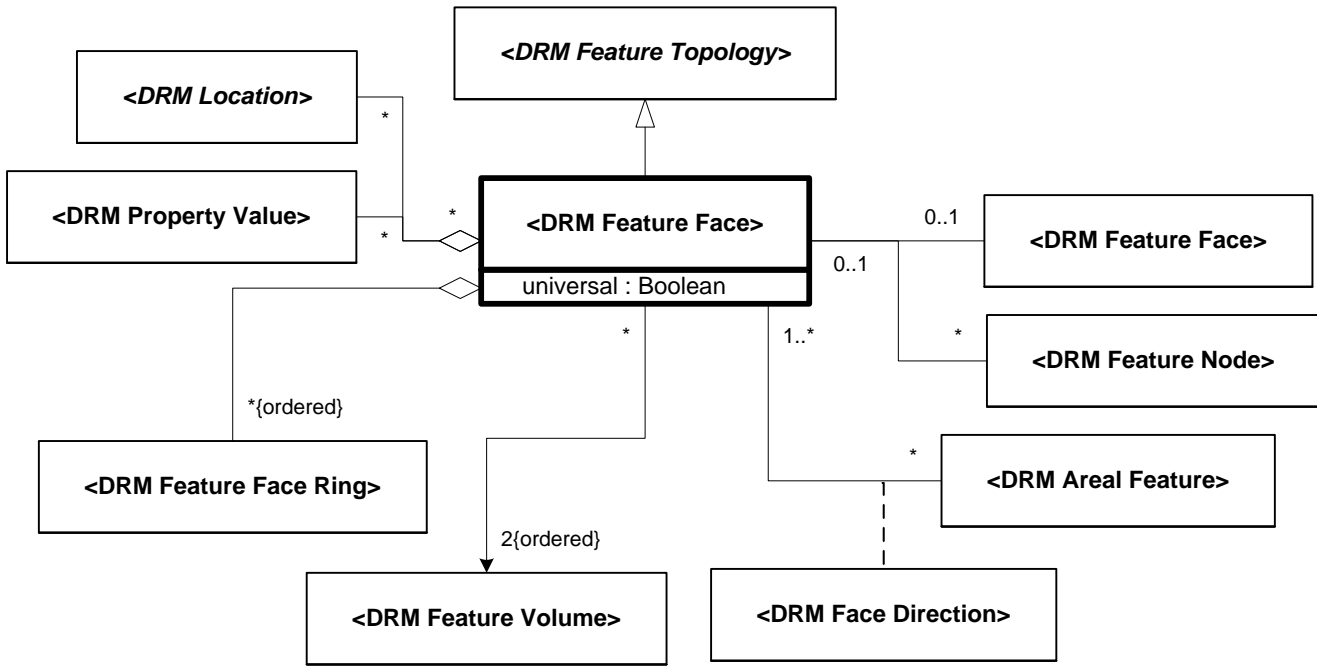 <DRM Feature Topology>
<DRM Location>
*
<DRM Property Value>
*
*
<DRM Feature Face>
universal : Boolean
0..1
0..1
<DRM Feature Face>
*
<DRM Feature Node>
*{ordered}
<DRM Feature Face Ring>
*
2{ordered}
<DRM Feature Volume>
1..*
*
<DRM Areal Feature>
<DRM Face Direction>